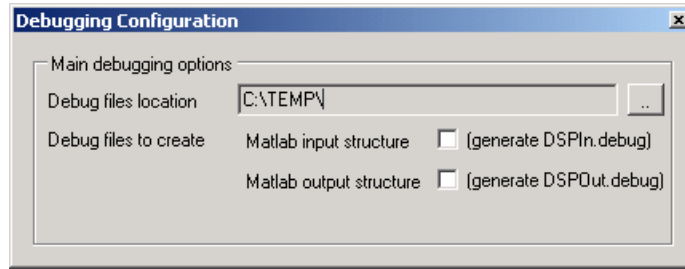 Debugging Configuration
Main debugging options
Debug files location C:\TEMP\ ..
Debug files to create Matlab input structure (generate DSPIn.debug)
Matlab output structure (generate DSPOut.debug)